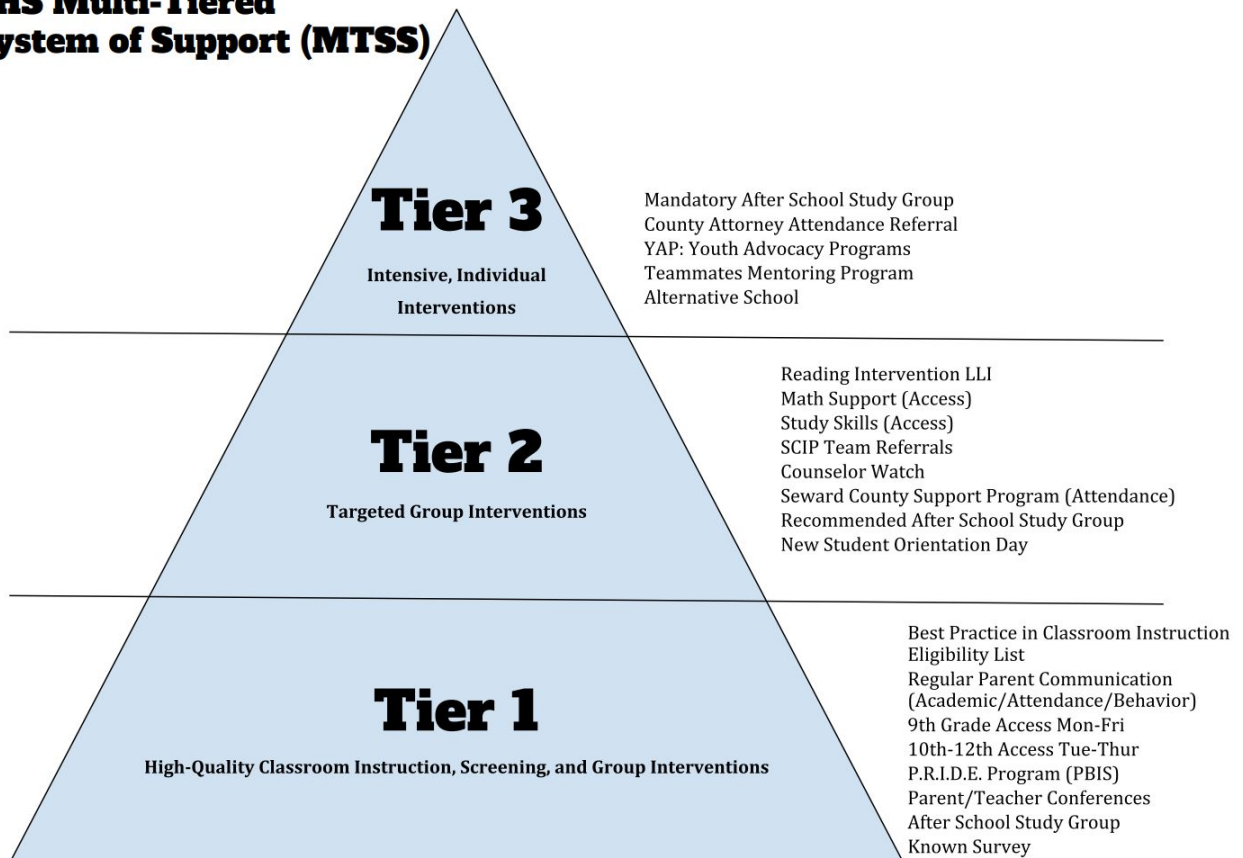 HS Multi-Tiered
ystem of Support (MTSS)
Tier 3
Intensive, Individual
Interventions
Mandatory After School Study Group
County Attorney Attendance Referral
YAP: Youth Advocacy Programs
Teammates Mentoring Program
Alternative School
Tier 2
Targeted Group Interventions
Reading Intervention LLI
Math Support (Access)
Study Skills (Access)
SCIP Team Referrals
Counselor Watch
Seward County Support Program (Attendance)
Recommended After School Study Group
New Student Orientation Day
Tier 1
High-Quality Classroom Instruction, Screening, and Group Interventions
Best Practice in Classroom Instruction
Eligibility List
Regular Parent Communication
(Academic/Attendance/Behavior)
9th Grade Access Mon-Fri
10th-12th Access Tue-Thur
P.R.I.D.E. Program (PBIS)
Parent/Teacher Conferences
After School Study Group
Known Survey